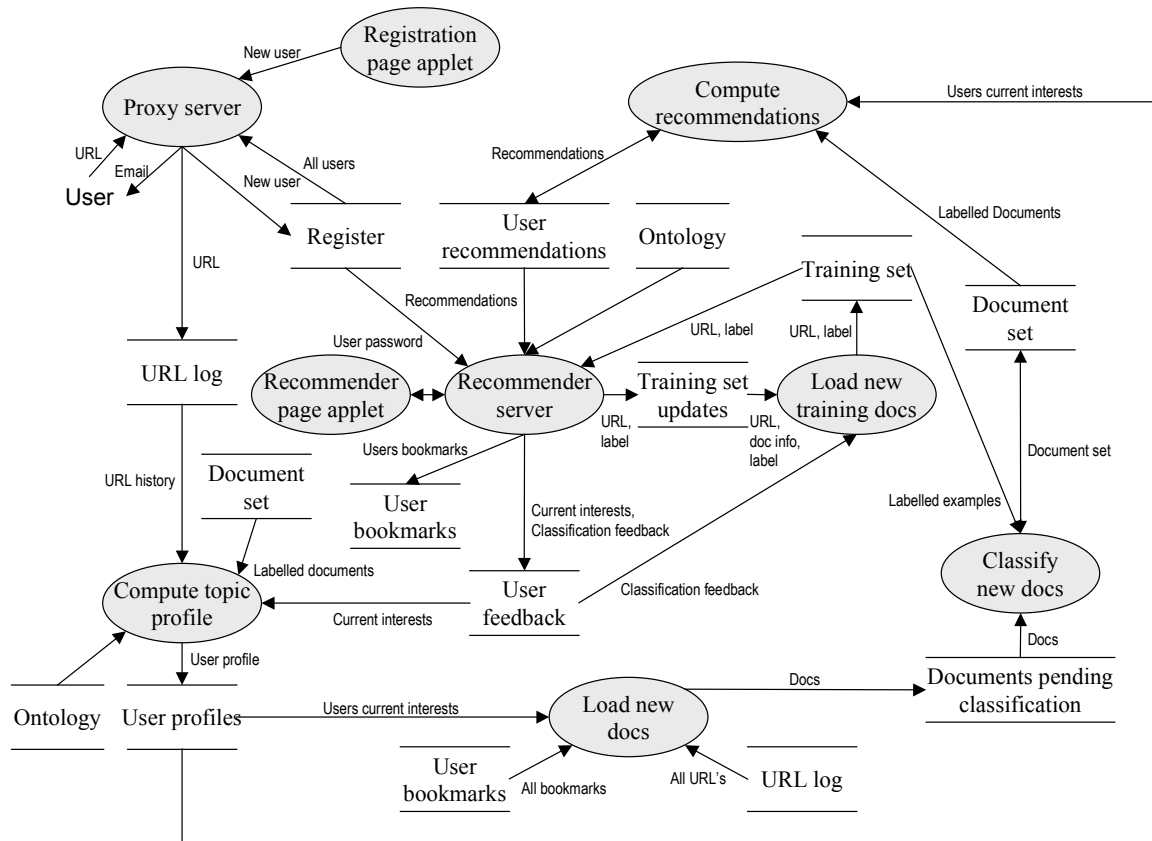 Registration
page applet
New user
Proxy server
Compute
recommendations
Users current interests
URL
Email
User
All users
New user
Recommendations
Register
User
recommendations
Ontology
Labelled Documents
Training set
Document
set
URL
Recommendations
URL, label
URL, label
User password
URL log
Recommender
page applet
Recommender
server
Training set
updates
Load new
training docs
URL,
label
URL,
doc info,
label
Users bookmarks
Document
set
URL history
User
bookmarks
Current interests,
Classification feedback
Document set
Labelled examples
Labelled documents
Compute topic
profile
Current interests
User
feedback
Classification feedback
Classify
new docs
User profile
Docs
Ontology
User profiles
Users current interests
Load new
docs
Docs
Documents pending
classification
User
bookmarks
All bookmarks
All URL's
URL log